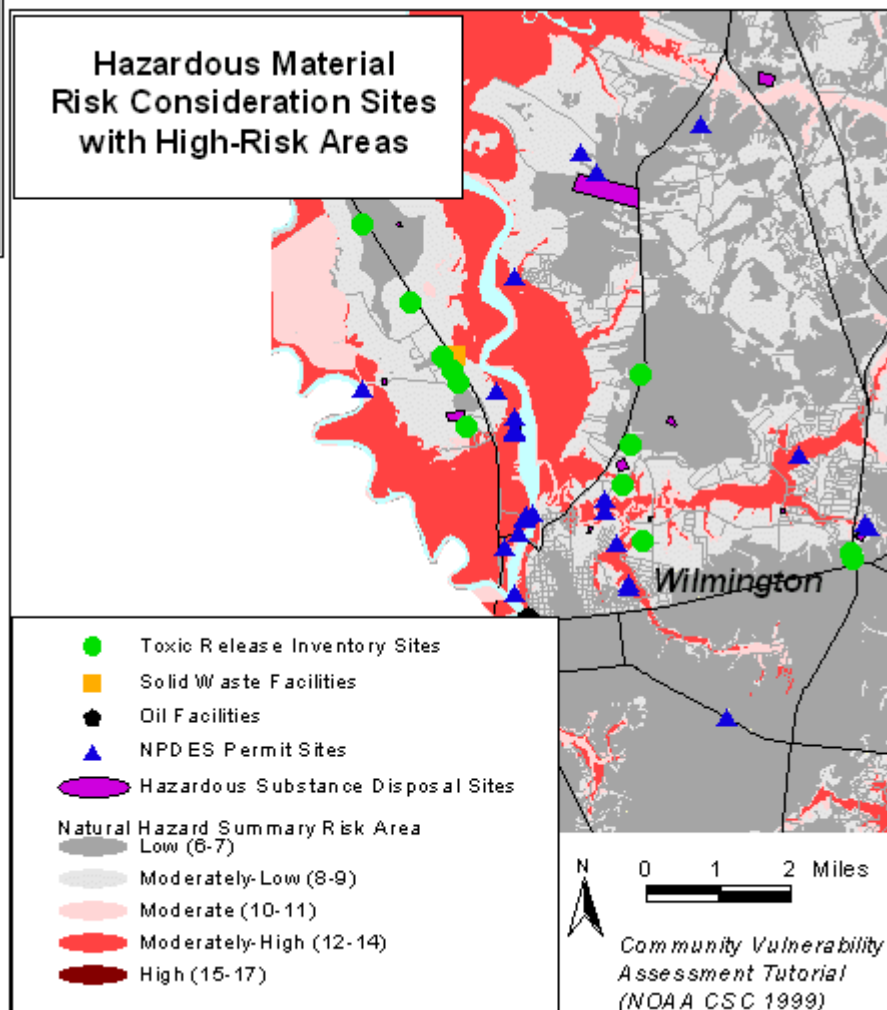 Hazardous Material
Risk Consideration Sites
with High-Risk Areas
Wilmington
Toxic Release Inventory Sites
Solid Waste Facilities
Oil Facilities
NPDES Permit Sites
Hazardous Substance Disposal Sites
Natural Hazard Summary Risk Area
Low (6-7)
Moderately-Low (8-9)
Moderate (10-11)
Moderately-High (12-14)
High (15-17)
N
0 1 2 Miles
Community Vulnerability
Assessment Tutorial
(NOAA CSC 1999)